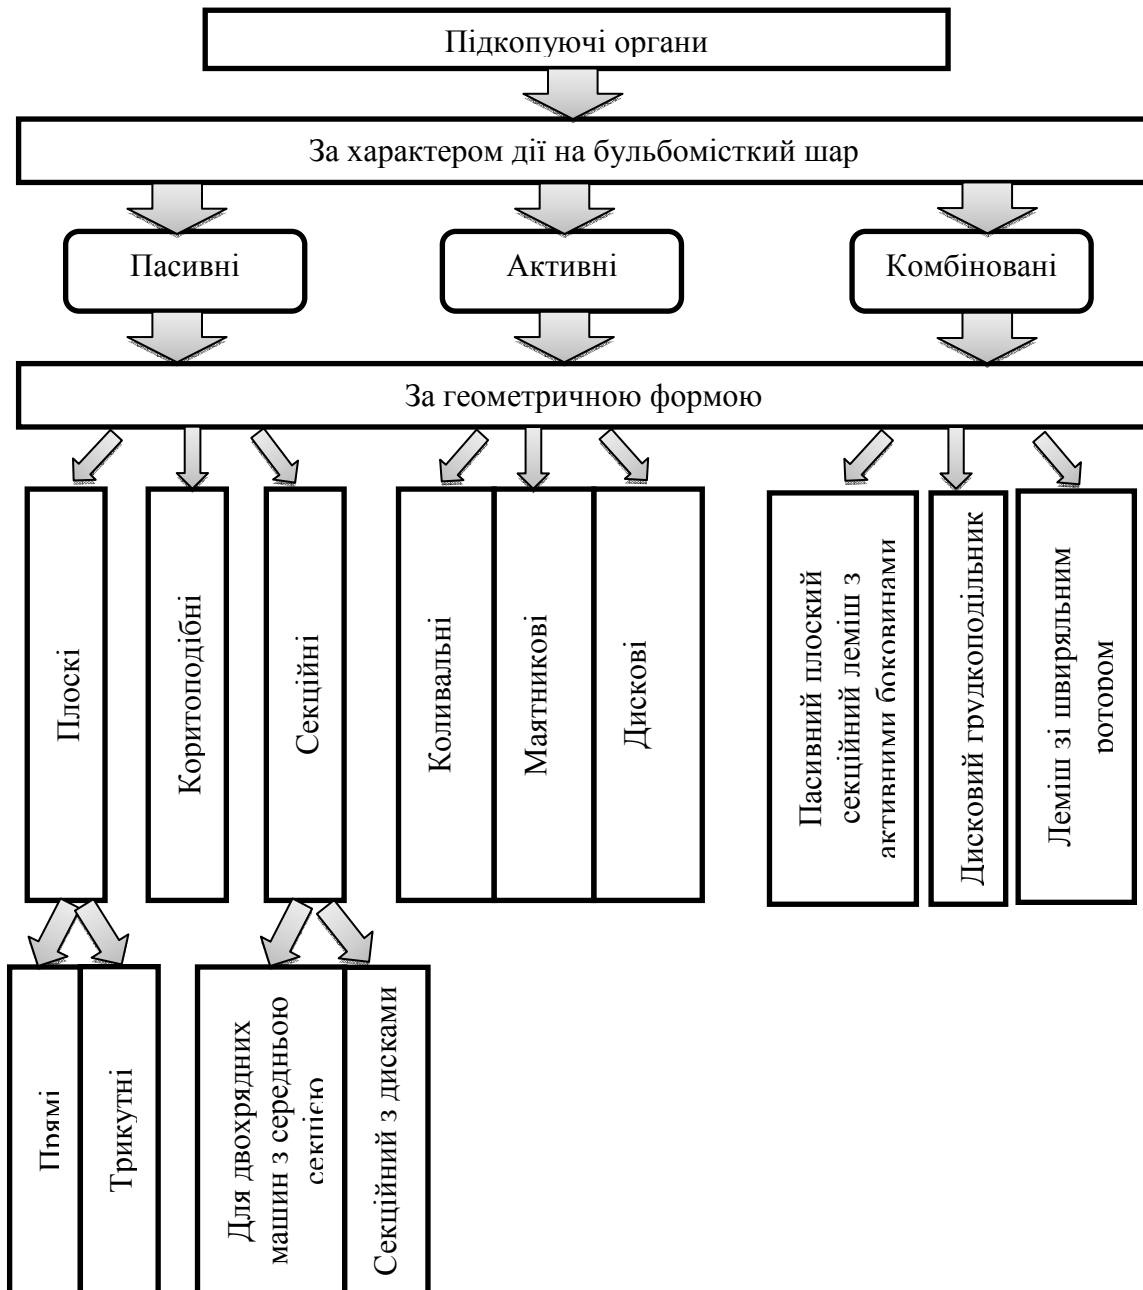 Підкопуючі органи
За характером дії на бульбомісткий шар
Пасивні
Активні
Комбіновані
За геометричною формою
Плоскі
Коритоподібні
Секційні
Коливальні
Маятникові
Дискові
Пасивний плоский
секційний леміш з
активними боковинами
Дисковий грудкоподільник
Леміш зі швиряльним
ротором
Прямі
Трикутні
Для двохрядних
машин з середньою
секцією
Секційний з дисками